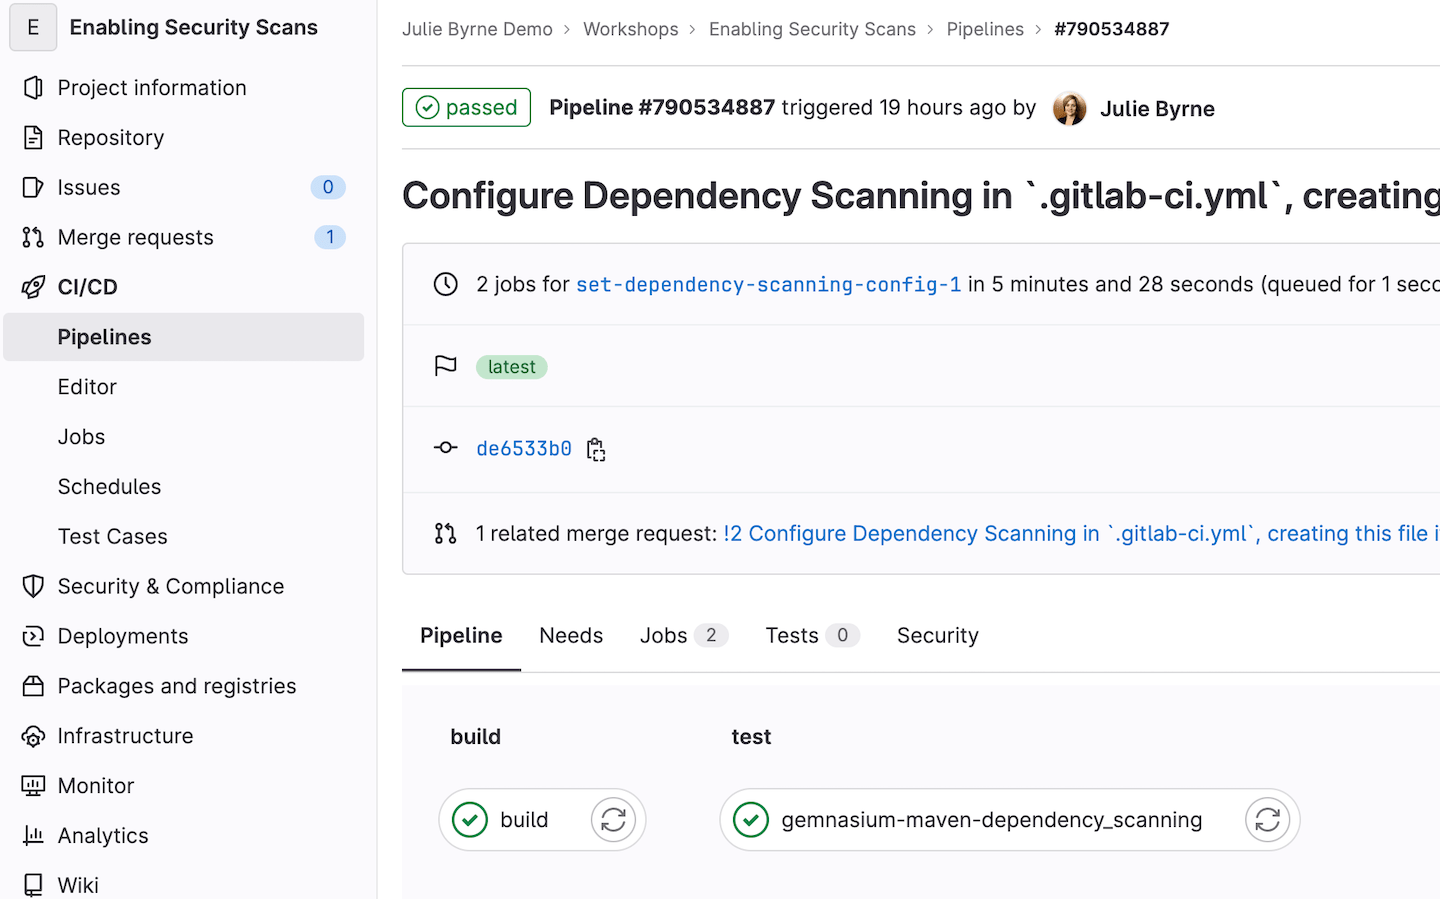 E Enabling Security Scans
Project information
Repository
Issues 0
Merge requests 1
CI/CD
Pipelines
Editor
Jobs
Schedules
Test Cases
Security & Compliance
Deployments
Packages and registries
Infrastructure
Monitor
Analytics
Wiki
Julie Byrne Demo › Workshops › Enabling Security Scans › Pipelines › #790534887
passed Pipeline #790534887 triggered 19 hours ago by Julie Byrne
Configure Dependency Scanning in `.gitlab-ci.yml`, creating
2 jobs for set-dependency-scanning-config-1 in 5 minutes and 28 seconds (queued for 1 seco
latest
de6533b0
1 related merge request: !2 Configure Dependency Scanning in `.gitlab-ci.yml`, creating this file i
Pipeline Needs Jobs 2 Tests 0 Security
build test
build gemnasium-maven-dependency_scanning